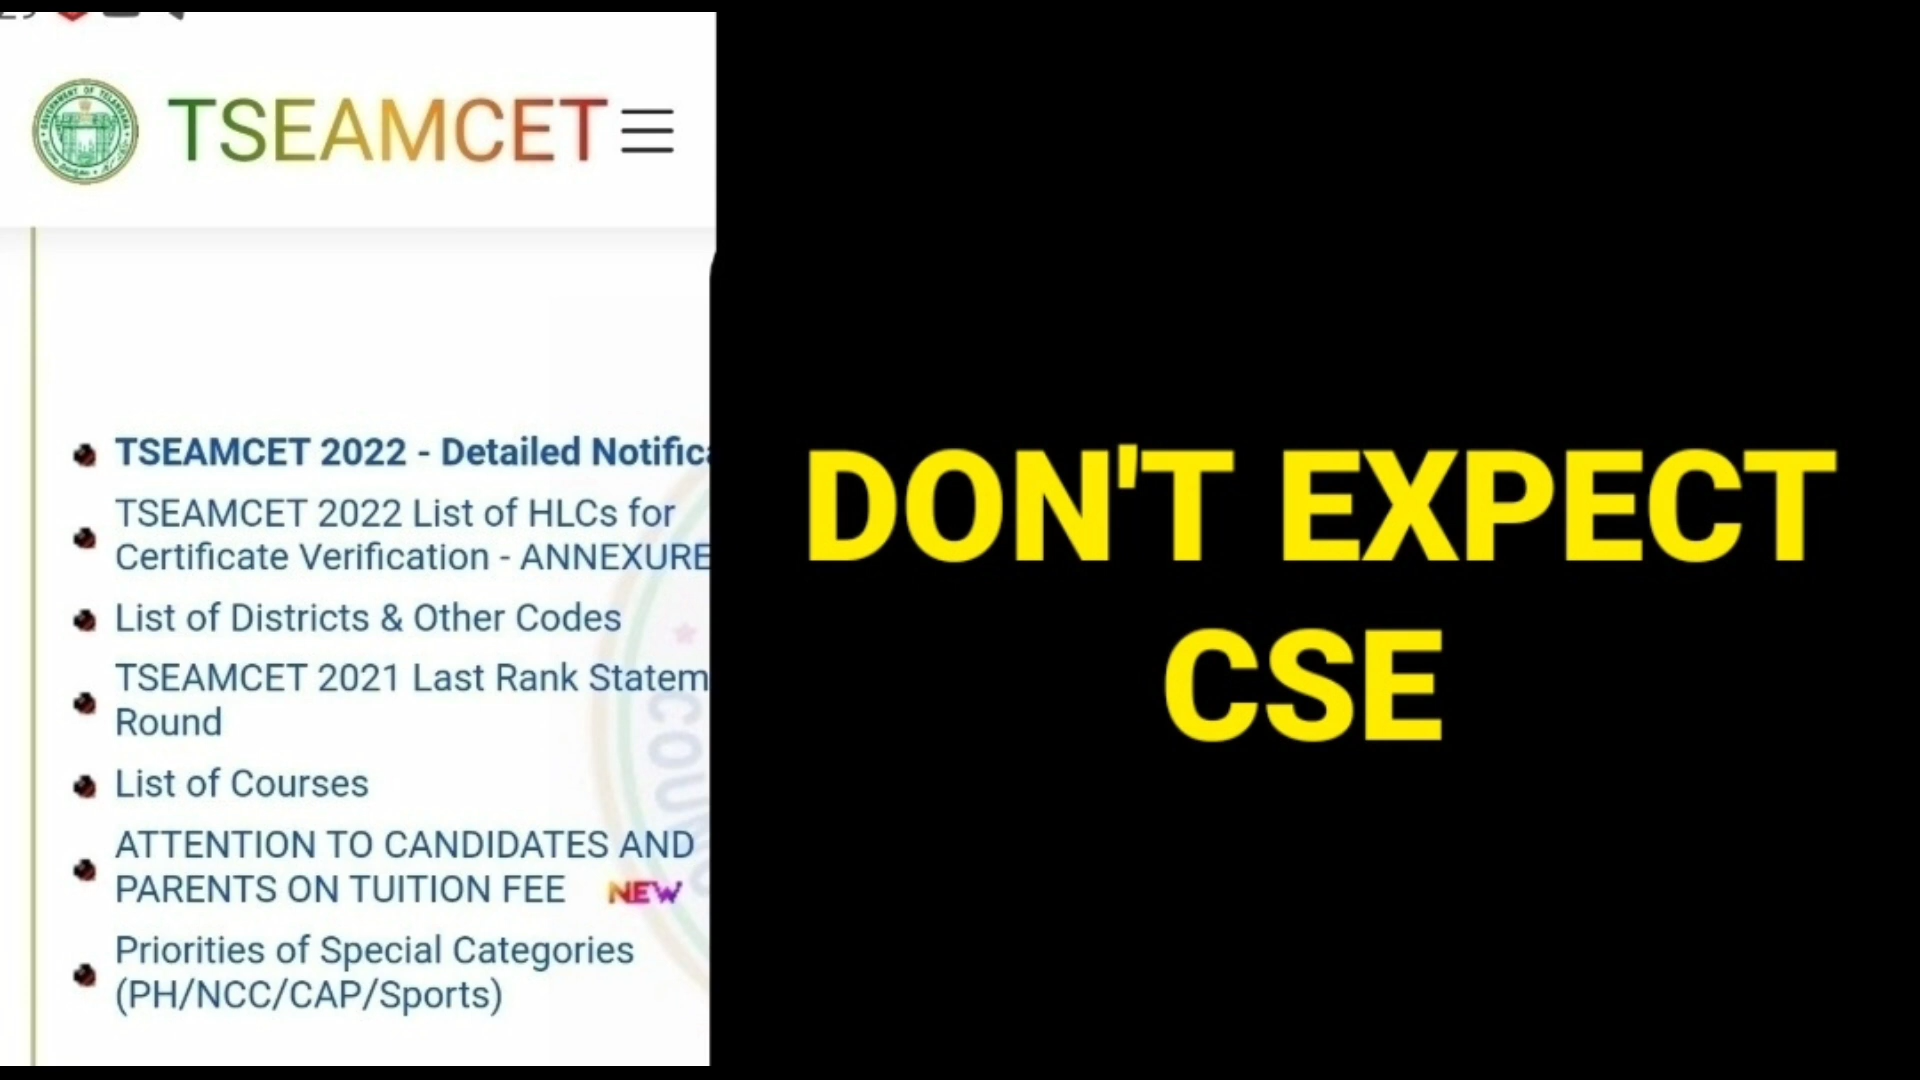 TSEAMCET
TSEAMCET 2022 - Detailed
TSEAMCET 2022 List of HLCs for
Certificate Verification - ANNEXURE
List of Districts & Other Codes
TSEAMCET 2021 Last Rank
Round
List of Courses
ATTENTION TO CANDIDATES AND
PARENTS ON TUITION FEE NEW
Priorities of Special Categories
(PH/NCC/CAP/Sports)
DON'T EXPECT
CSE